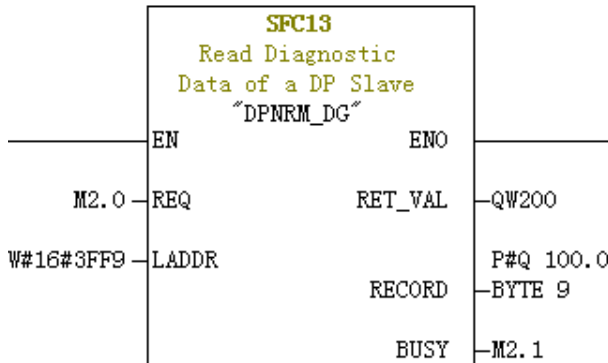 SFC13
Read Diagnostic
Data of a DP Slave
"DPNRM_DG"
EN ENO
M2.0 REQ RET_VAL QW200
W#16#3FF9 LADDR P#Q 100.0
RECORD BYTE 9
BUSY M2.1